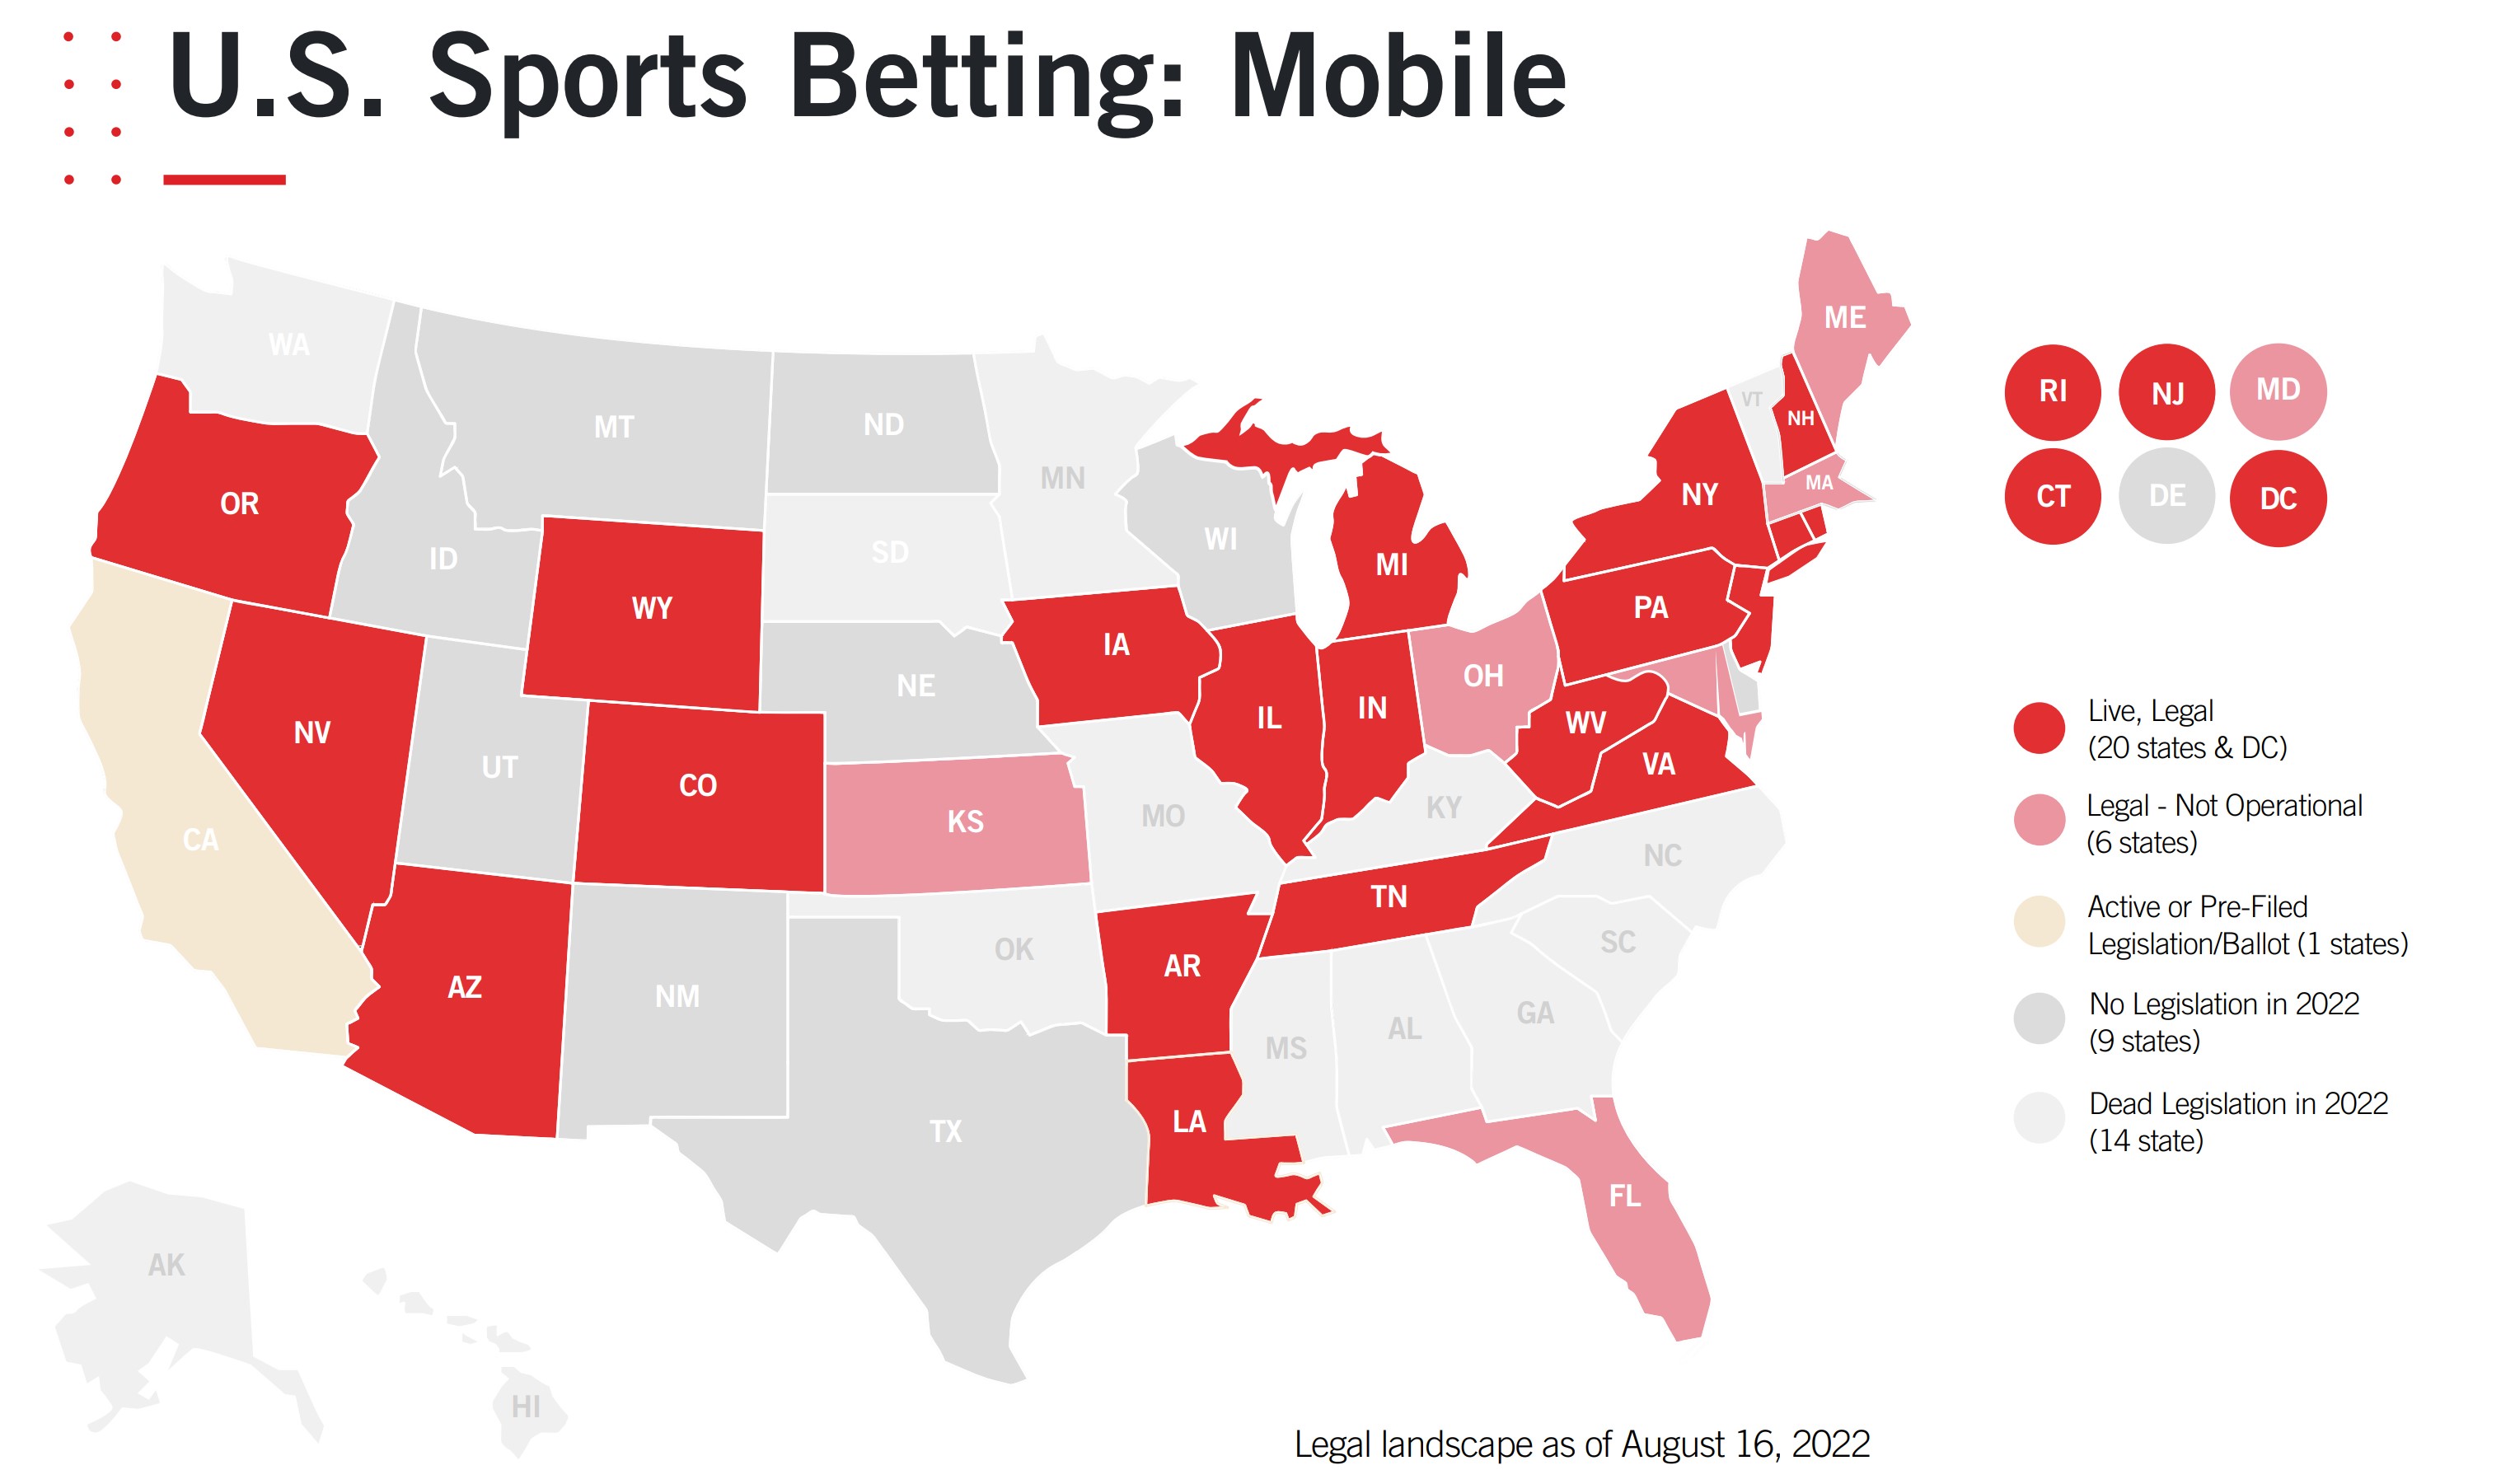 U.S. Sports Betting: Mobile
WA
OR
CA
NV
ID
MT
WY
UT
CO
AZ
NM
ND
SD
NE
KS
OK
TX
MN
IA
MO
AR
LA
WI
IL
MI
IN
OH
KY
TN
MS
AL
GA
FL
SC
NC
VA
WV
PA
NY
VT
NH
MA
ME
AK
HI
RI
NJ
MD
CT
DE
DC
Live, Legal
(20 states & DC)
Legal - Not Operational
(6 states)
Active or Pre-Filed
Legislation/Ballot (1 states)
No Legislation in 2022
(9 states)
Dead Legislation in 2022
(14 state)
Legal landscape as of August 16, 2022